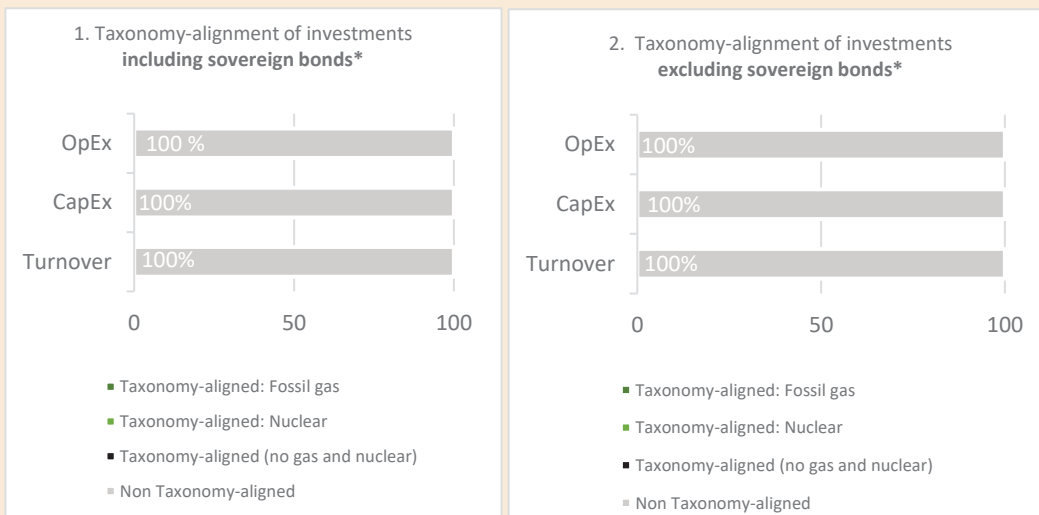 1. Taxonomy-alignment of investments
including sovereign bonds*
OpEx
100 %
CapEx
100%
Turnover
100%
0
50
100
■ Taxonomy-aligned: Fossil gas
■ Taxonomy-aligned: Nuclear
■ Taxonomy-aligned (no gas and nuclear)
■ Non Taxonomy-aligned
2. Taxonomy-alignment of investments
excluding sovereign bonds*
OpEx
100%
CapEx
100%
Turnover
100%
0
50
100
■ Taxonomy-aligned: Fossil gas
■ Taxonomy-aligned: Nuclear
■ Taxonomy-aligned (no gas and nuclear)
■ Non Taxonomy-aligned